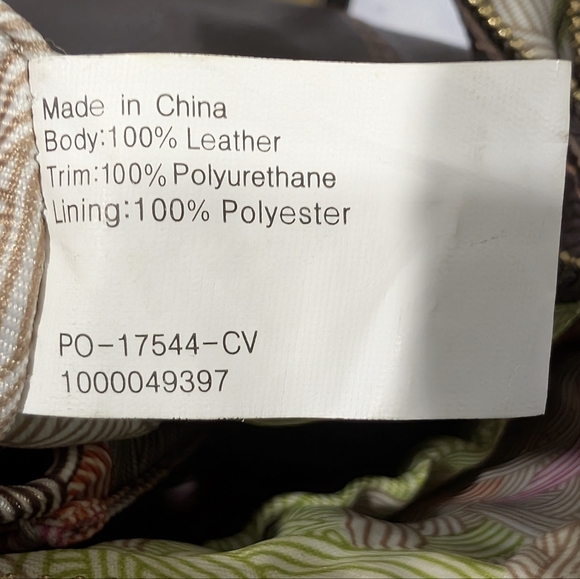 Made in China
Body:100% Leather
Trim:100% Polyurethane
Lining:100% Polyester
PO-17544-CV
1000049397